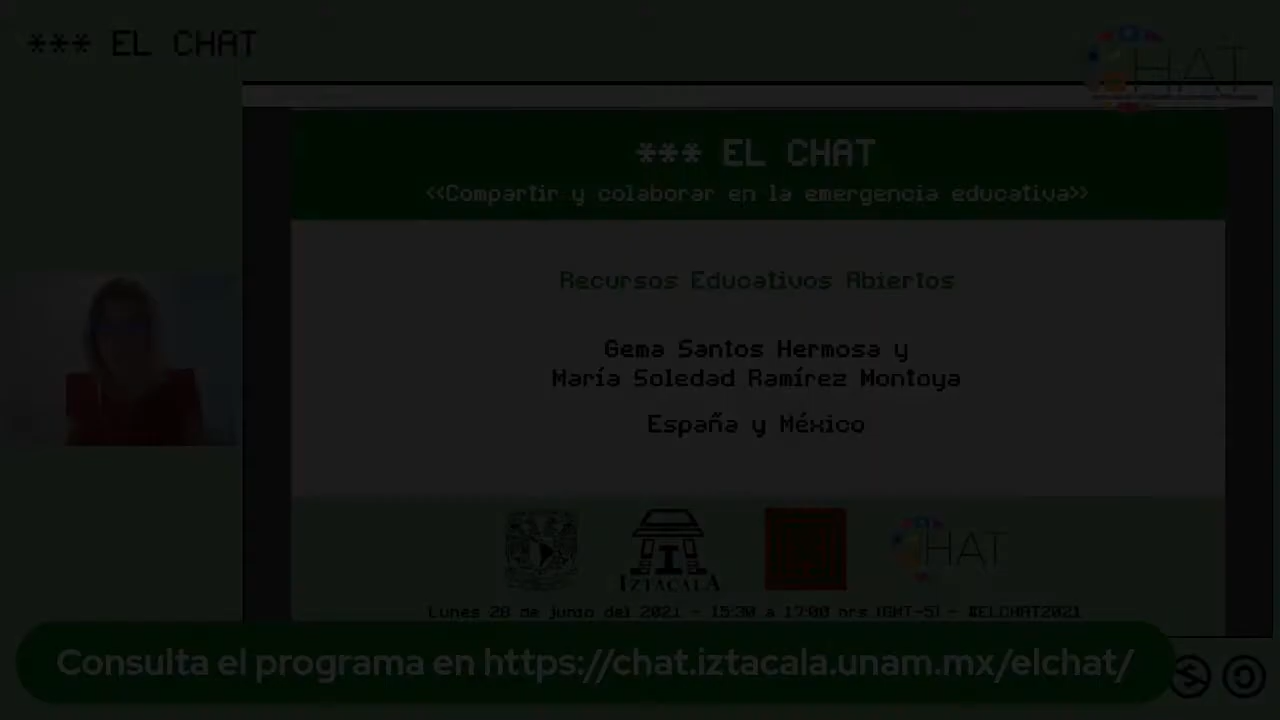 *** EL CHAT
CHAT
*** EL CHAT
<<Compartir y colaborar en la emergencia educativa>>
Recursos Educativos Abiertos
Gema Santos Hermosa y
María Soledad Ramírez Montoya
España y México
IZTACALA
CHAT
Lunes 28 de junio del 2021 - 15:30 a 17:00 hrs (GMT-5) - #ELCHAT2021
Consulta el programa en https://chat.iztacala.unam.mx/elchat/